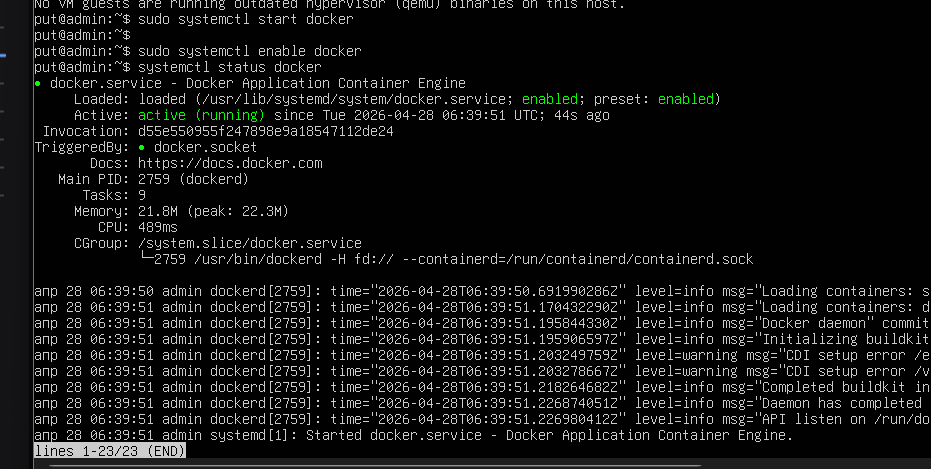 No VM guests are running outdated hypervisor (qemu) binaries on this host.
put@admin:~$ sudo systemctl start docker
put@admin:~$
put@admin:~$ sudo systemctl enable docker
put@admin:~$ systemctl status docker
● docker.service - Docker Application Container Engine
Loaded: loaded (/usr/lib/systemd/system/docker.service; enabled; preset: enabled)
Active: active (running) since Tue 2026-04-28 06:39:51 UTC; 44s ago
Invocation: d55e550955f247898e9a18547112de24
TriggeredBy: ● docker.socket
Docs: https://docs.docker.com
Main PID: 2759 (dockerd)
Tasks: 9
Memory: 21.8M (peak: 22.3M)
CPU: 489ms
CGroup: /system.slice/docker.service
└─2759 /usr/bin/dockerd -H fd:// --containerd=/run/containerd/containerd.sock
апр 28 06:39:50 admin dockerd[2759]: time="2026-04-28T06:39:50.691990286Z" level=info msg="Loading containers: s
апр 28 06:39:51 admin dockerd[2759]: time="2026-04-28T06:39:51.170432290Z" level=info msg="Loading containers: d
апр 28 06:39:51 admin dockerd[2759]: time="2026-04-28T06:39:51.195844330Z" level=info msg="Docker daemon" commit
апр 28 06:39:51 admin dockerd[2759]: time="2026-04-28T06:39:51.195906597Z" level=info msg="Initializing buildkit
апр 28 06:39:51 admin dockerd[2759]: time="2026-04-28T06:39:51.203249759Z" level=warning msg="CDI setup error /e
апр 28 06:39:51 admin dockerd[2759]: time="2026-04-28T06:39:51.203278667Z" level=warning msg="CDI setup error /v
апр 28 06:39:51 admin dockerd[2759]: time="2026-04-28T06:39:51.218264682Z" level=info msg="Completed buildkit in
апр 28 06:39:51 admin dockerd[2759]: time="2026-04-28T06:39:51.226874051Z" level=info msg="Daemon has completed
апр 28 06:39:51 admin dockerd[2759]: time="2026-04-28T06:39:51.226980412Z" level=info msg="API listen on /run/do
апр 28 06:39:51 admin systemd[1]: Started docker.service - Docker Application Container Engine.
lines 1-23/23 (END)